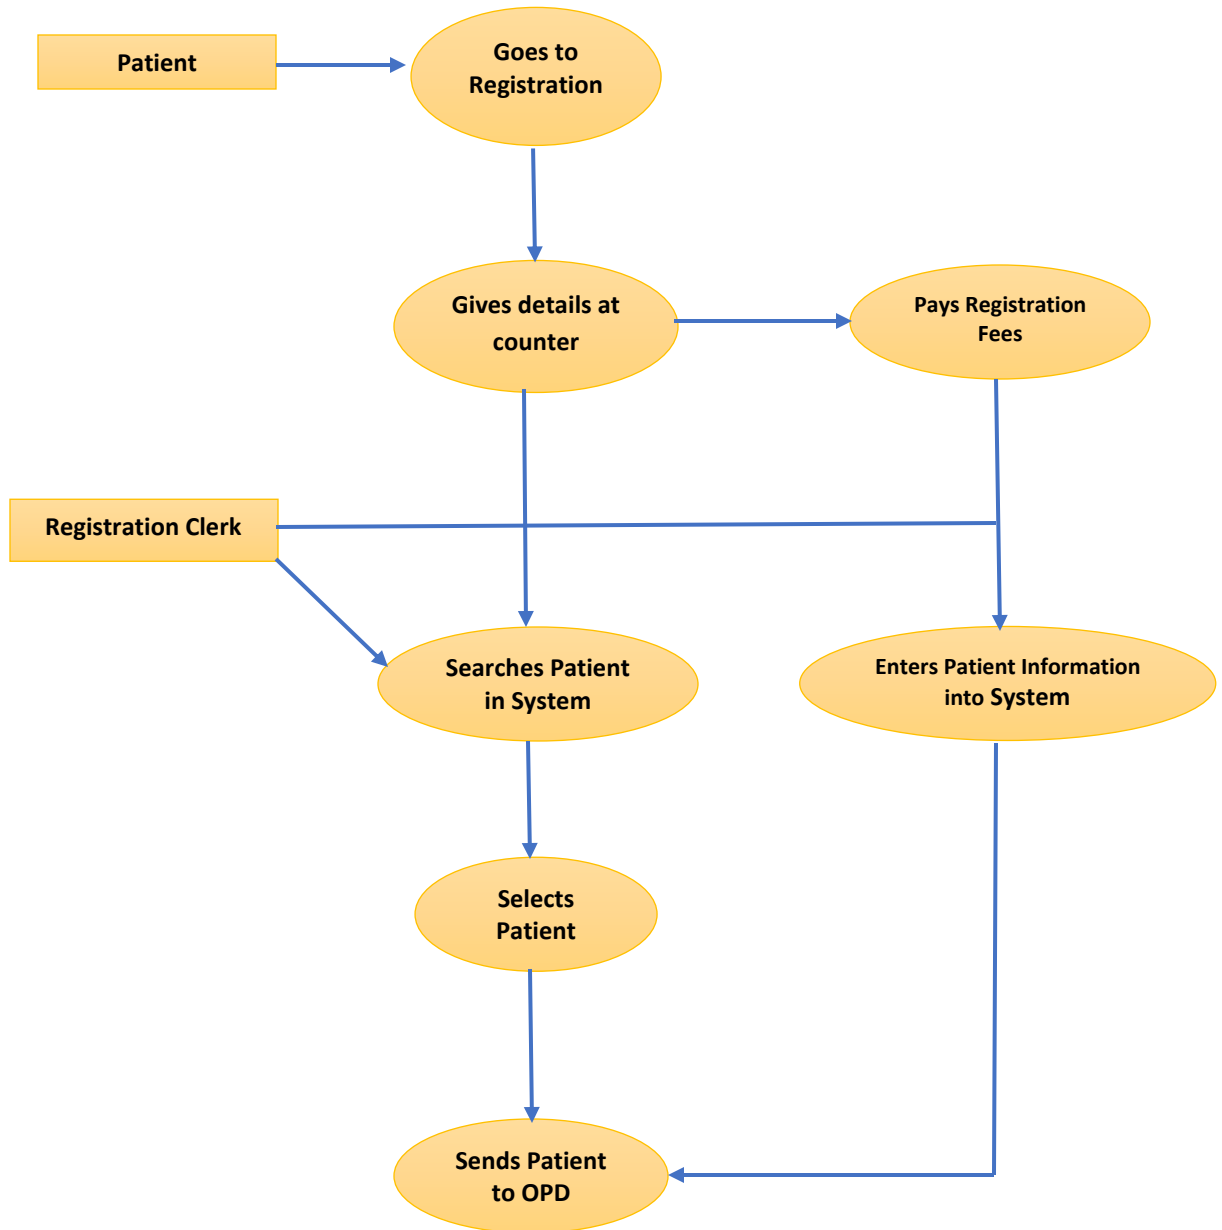 Patient
Goes to
Registration
Gives details at
counter
Pays Registration
Fees
Registration Clerk
Searches Patient
in System
Enters Patient Information
into System
Selects
Patient
Sends Patient
to OPD